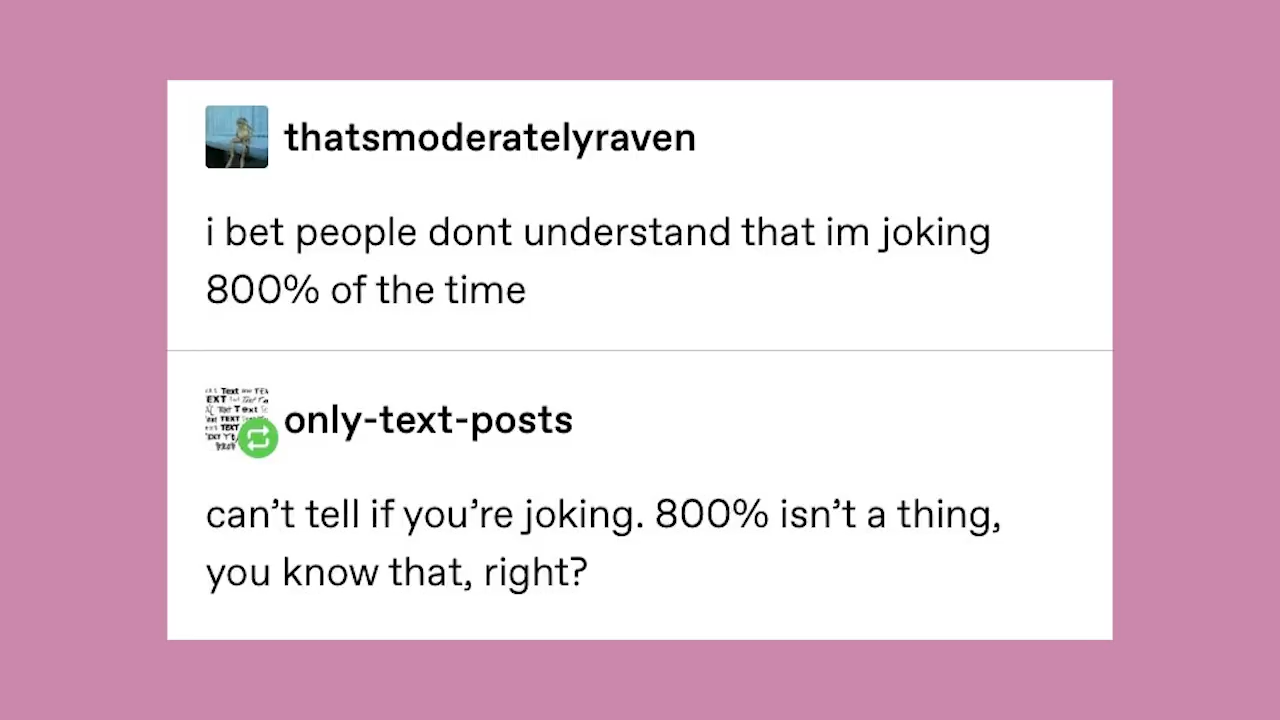 thatsmoderatelyraven
i bet people dont understand that im joking
800% of the time
only-text-posts
can’t tell if you’re joking. 800% isn’t a thing,
you know that, right?